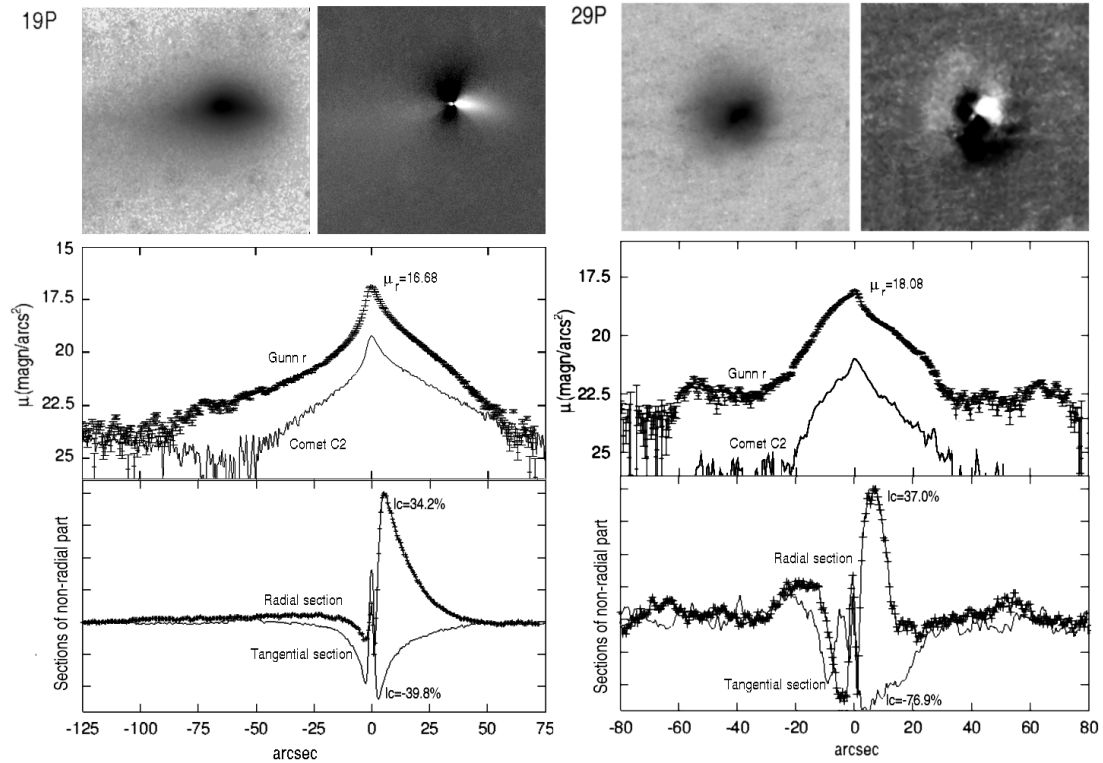 19P
29P
15
17.5
20
22.5
25
μ (magn/arcs²)
μr=16.68
Gunn r
Comet C2
17.5
20
22.5
25
μ (magn/arcs²)
μr=18.08
Gunn r
Comet C2
Sections of non-radial part
Ic=34.2%
Radial section
Tangential section
Ic=-39.8%
-125 -100 -75 -50 -25 0 25 50 75
arcsec
Sections of non-radial part
Ic=37.0%
Radial section
Tangential section
Ic=-76.9%
-80 -60 -40 -20 0 20 40 60 80
arcsec